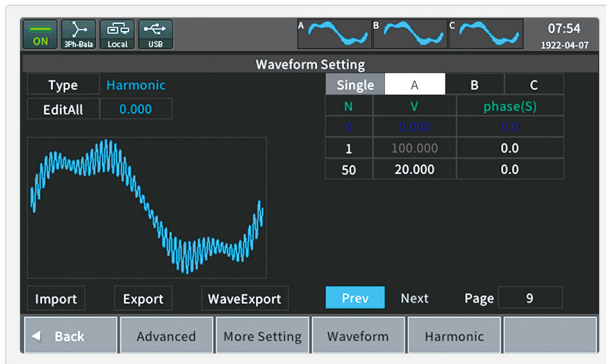 ON 3Ph-Bala Local USB A B C 07:54
1922-04-07
Waveform Setting
Type Harmonic Single A B C
EditAll 0.000 N V phase(S)
0 0.000 0.0
1 100.000 0.0
50 20.000 0.0
Import Export WaveExport Prev Next Page 9
Back Advanced More Setting Waveform Harmonic